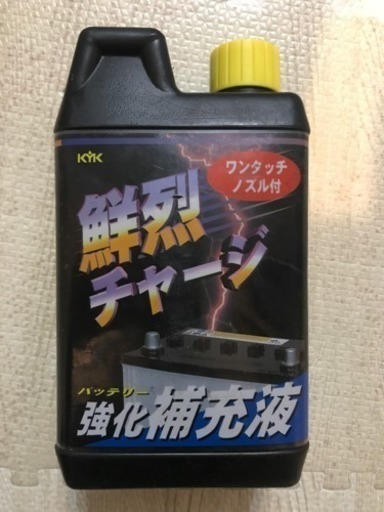 KYK
ワンタッチ
ノズル付
鮮烈
チャージ
バッテリー
強化補充液